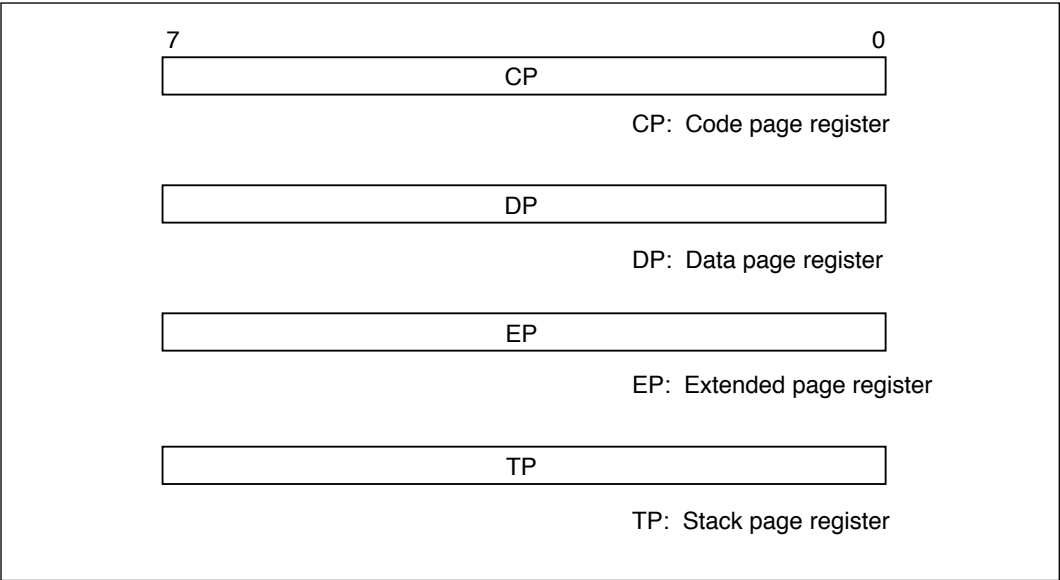 7 0
CP
CP: Code page register
DP
DP: Data page register
EP
EP: Extended page register
TP
TP: Stack page register